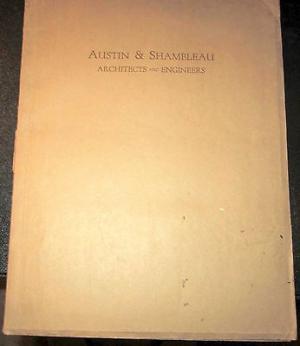 AUSTIN & SHAMBLEAU
ARCHITECTS AND ENGINEERS